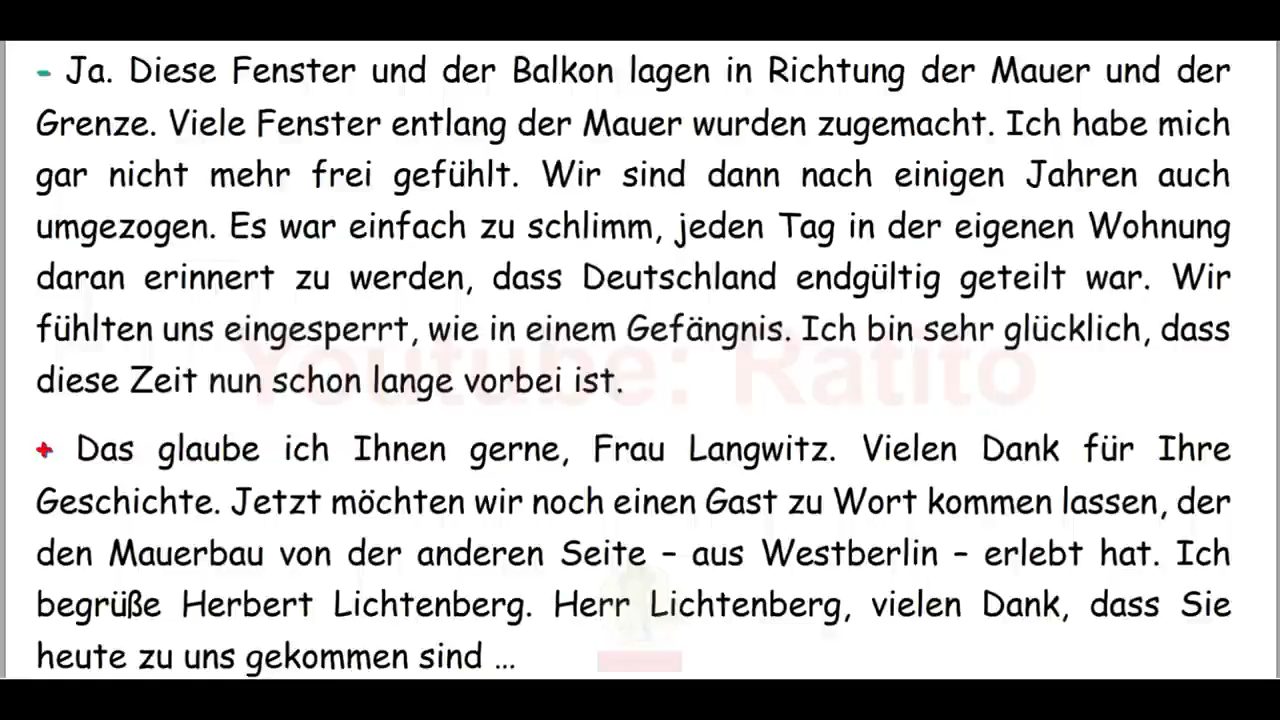 - Ja. Diese Fenster und der Balkon lagen in Richtung der Mauer und der
Grenze. Viele Fenster entlang der Mauer wurden zugemacht. Ich habe mich
gar nicht mehr frei gefühlt. Wir sind dann nach einigen Jahren auch
umgezogen. Es war einfach zu schlimm, jeden Tag in der eigenen Wohnung
daran erinnert zu werden, dass Deutschland endgültig geteilt war. Wir
fühlten uns eingesperrt, wie in einem Gefängnis. Ich bin sehr glücklich, dass
Youtube: Ratito
diese Zeit nun schon lange vorbei ist.
+ Das glaube ich Ihnen gerne, Frau Langwitz. Vielen Dank für Ihre
Geschichte. Jetzt möchten wir noch einen Gast zu Wort kommen lassen, der
den Mauerbau von der anderen Seite – aus Westberlin – erlebt hat. Ich
begrüße Herbert Lichtenberg. Herr Lichtenberg, vielen Dank, dass Sie
heute zu uns gekommen sind ...